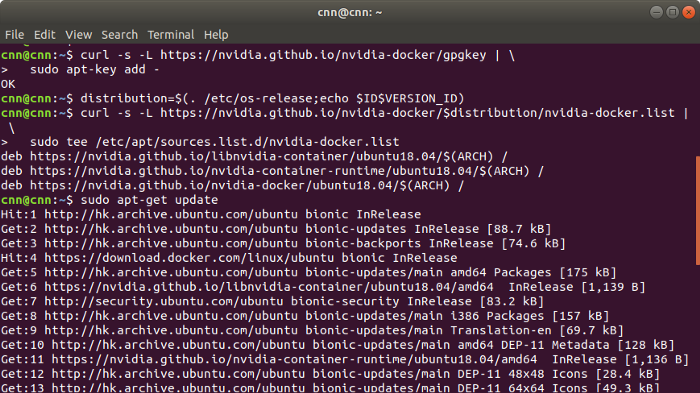 cnn@cnn: ~
File Edit View Search Terminal Help
cnn@cnn:~$ curl -s -L https://nvidia.github.io/nvidia-docker/gpgkey | \
>   sudo apt-key add -
OK
cnn@cnn:~$ distribution=$(. /etc/os-release;echo $ID$VERSION_ID)
cnn@cnn:~$ curl -s -L https://nvidia.github.io/nvidia-docker/$distribution/nvidia-docker.list |
 \
>   sudo tee /etc/apt/sources.list.d/nvidia-docker.list
deb https://nvidia.github.io/libnvidia-container/ubuntu18.04/$(ARCH) /
deb https://nvidia.github.io/nvidia-container-runtime/ubuntu18.04/$(ARCH) /
deb https://nvidia.github.io/nvidia-docker/ubuntu18.04/$(ARCH) /
cnn@cnn:~$ sudo apt-get update
Hit:1 http://hk.archive.ubuntu.com/ubuntu bionic InRelease
Get:2 http://hk.archive.ubuntu.com/ubuntu bionic-updates InRelease [88.7 kB]
Get:3 http://hk.archive.ubuntu.com/ubuntu bionic-backports InRelease [74.6 kB]
Hit:4 https://download.docker.com/linux/ubuntu bionic InRelease
Get:5 http://hk.archive.ubuntu.com/ubuntu bionic-updates/main amd64 Packages [175 kB]
Get:6 https://nvidia.github.io/libnvidia-container/ubuntu18.04/amd64  InRelease [1,139 B]
Get:7 http://security.ubuntu.com/ubuntu bionic-security InRelease [83.2 kB]
Get:8 http://hk.archive.ubuntu.com/ubuntu bionic-updates/main i386 Packages [157 kB]
Get:9 http://hk.archive.ubuntu.com/ubuntu bionic-updates/main Translation-en [69.7 kB]
Get:10 http://hk.archive.ubuntu.com/ubuntu bionic-updates/main amd64 DEP-11 Metadata [128 kB]
Get:11 https://nvidia.github.io/nvidia-container-runtime/ubuntu18.04/amd64  InRelease [1,136 B]
Get:12 http://hk.archive.ubuntu.com/ubuntu bionic-updates/main DEP-11 48x48 Icons [28.4 kB]
Get:13 http://hk.archive.ubuntu.com/ubuntu bionic-updates/main DEP-11 64x64 Icons [49.3 kB]